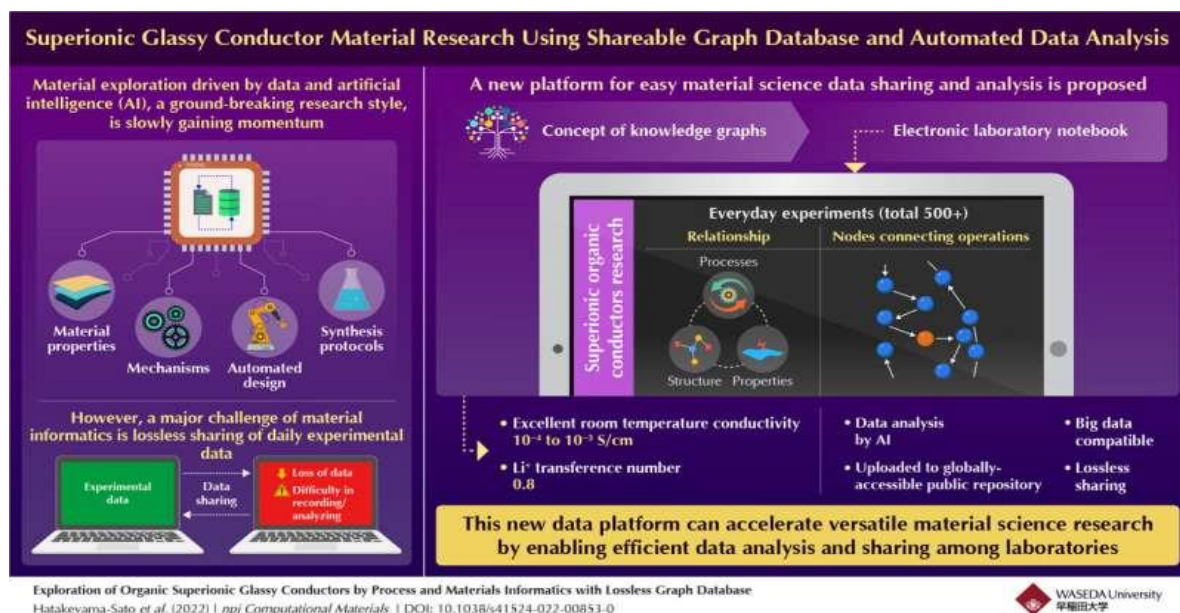 Superionic Glassy Conductor Material Research Using Shareable Graph Database and Automated Data Analysis
Material exploration driven by data and artificial
intelligence (AI), a ground-breaking research style,
is slowly gaining momentum
Material
properties
Mechanisms
Automated
design
Synthesis
protocols
However, a major challenge of material
informatics is lossless sharing of daily experimental
data
Experimental
data
Data
sharing
Loss of data
Difficulty in
recording/
analyzing
A new platform for easy material science data sharing and analysis is proposed
Concept of knowledge graphs
Electronic laboratory notebook
Superionic organic
conductors research
Everyday experiments (total 500+)
Relationship
Processes
Structure
Properties
Nodes connecting operations
• Excellent room temperature conductivity
10⁻⁴ to 10⁻³ S/cm
• Li⁺ transference number
0.8
• Data analysis
by AI
• Uploaded to globally-
accessible public repository
• Big data
compatible
• Lossless
sharing
This new data platform can accelerate versatile material science research
by enabling efficient data analysis and sharing among laboratories
Exploration of Organic Superionic Glassy Conductors by Process and Materials Informatics with Lossless Graph Database
Hatakeyama-Sato et al. (2022) | npj Computational Materials | DOI: 10.1038/s41524-022-00853-0
WASEDA University
早稲田大学